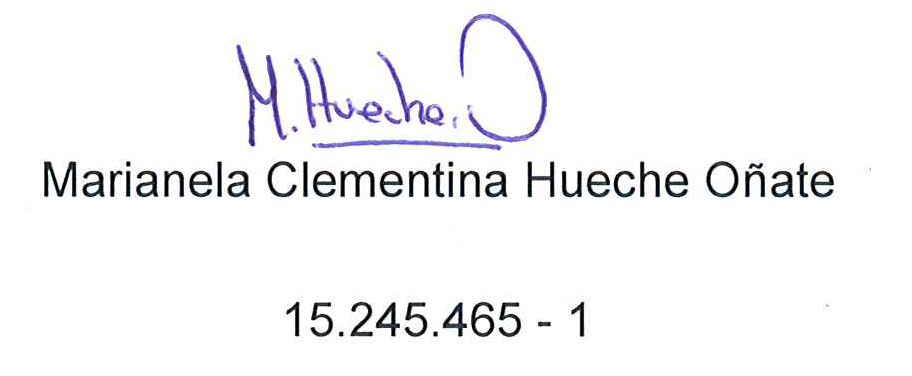 M. Hueche. O
Marianela Clementina Hueche Oñate
15.245.465 - 1